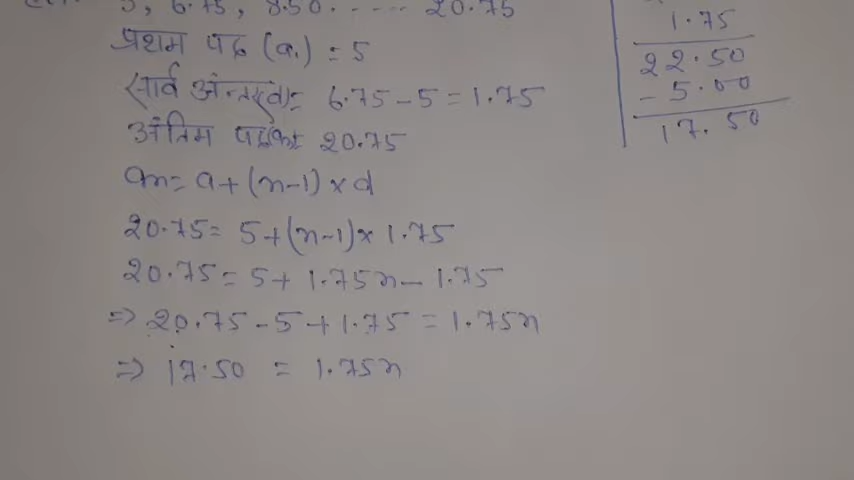 5, 6.75, 8.50. ..... 20.75
प्रथम पद (a.) = 5
सार्व अन्तर(d)= 6.75 - 5 = 1.75
अंतिम पद = 20.75
an = a + (n-1) × d
20.75 = 5 + (n-1) × 1.75
20.75 = 5 + 1.75n - 1.75
⇒ 20.75 - 5 + 1.75 = 1.75n
⇒ 17.50 = 1.75n
1.75
22.50
- 5.00
17.50